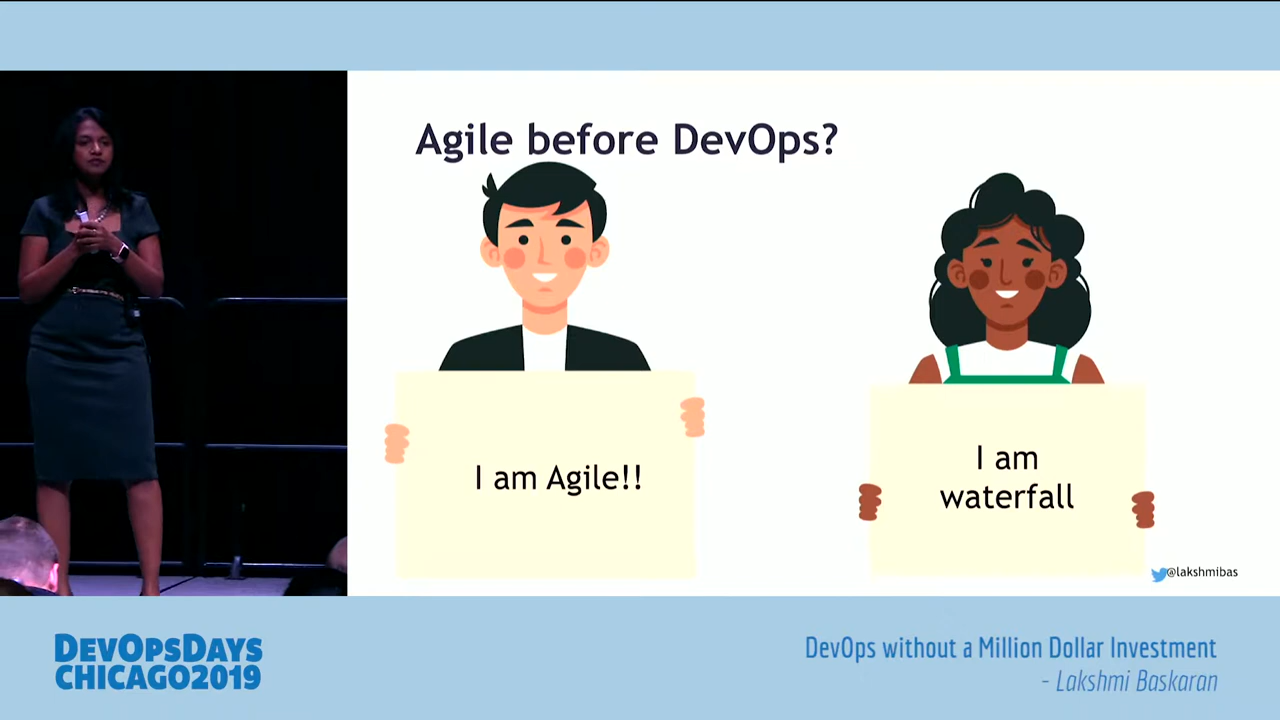 Agile before DevOps?
I am Agile!!
I am
waterfall
@lakshmibas
DEVOPSDAYS
CHICAGO2019
DevOps without a Million Dollar Investment
- Lakshmi Baskaran